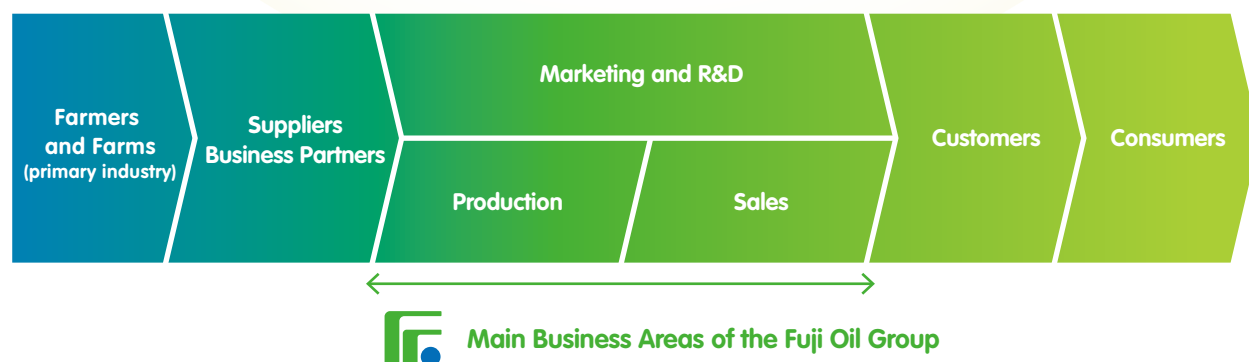 Farmers
and Farms
(primary industry)
Suppliers
Business Partners
Marketing and R&D
Production
Sales
Customers
Consumers
Main Business Areas of the Fuji Oil Group